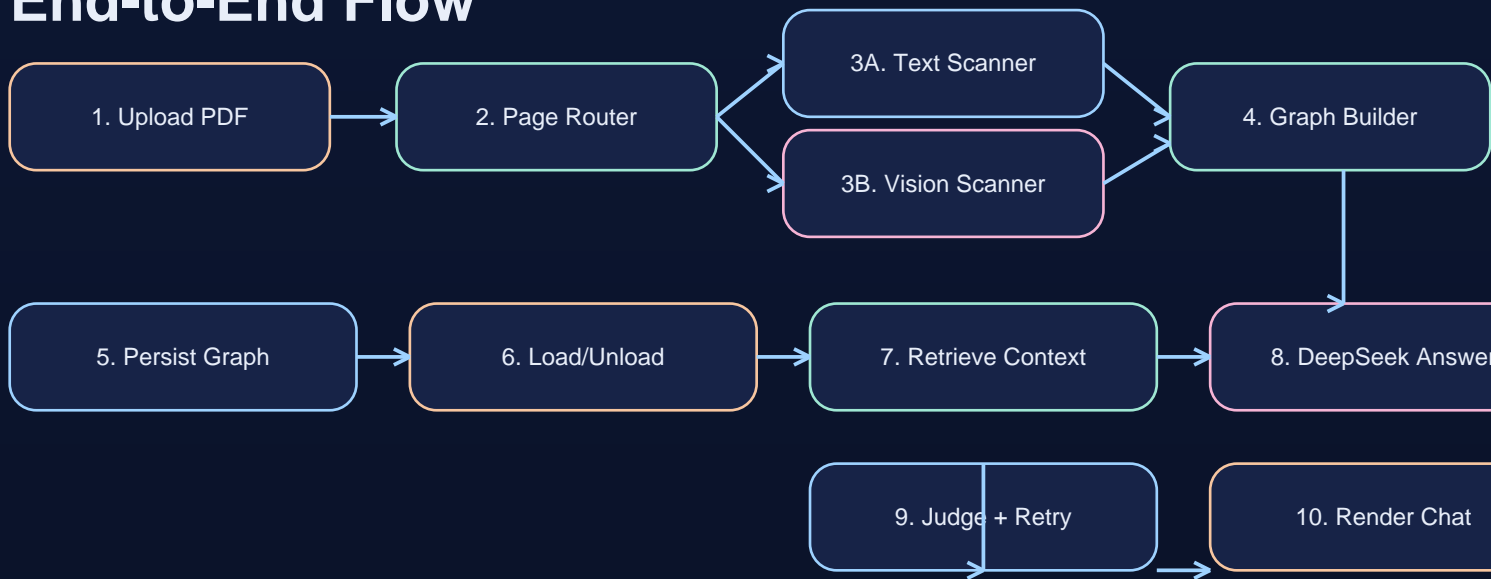 End-to-End Flow
3A. Text Scanner
1. Upload PDF
2. Page Router
4. Graph Builder
3B. Vision Scanner
5. Persist Graph
6. Load/Unload
7. Retrieve Context
8. DeepSeek Answer
9. Judge + Retry
10. Render Chat